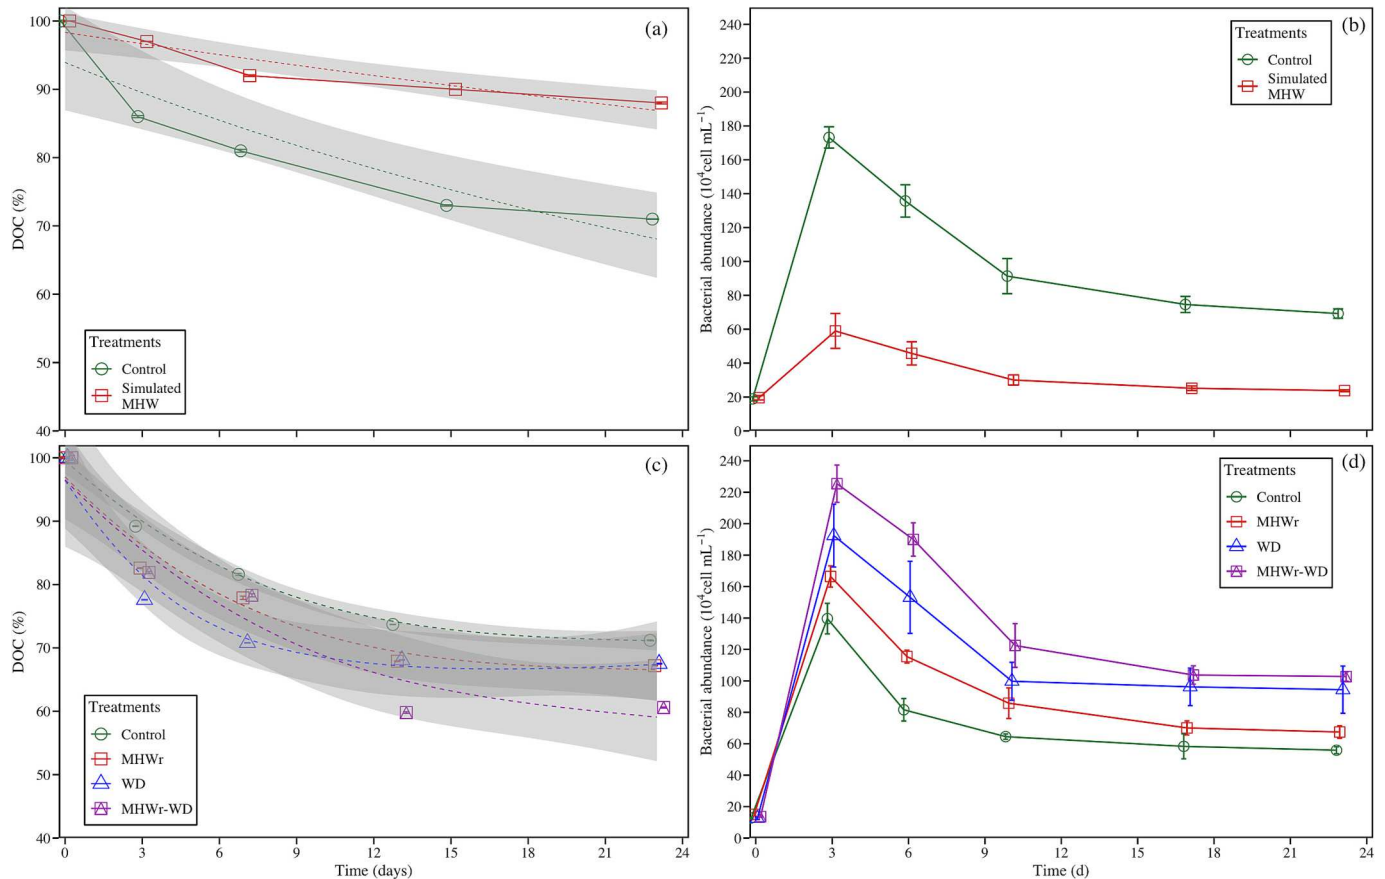 100
90
80
70
60
50
40
DOC (%)
(a)
Treatments
Control
Simulated
MHW
240
220
200
180
160
140
120
100
80
60
40
20
0
Bacterial abundance (10⁴cell mL⁻¹)
(b)
Treatments
Control
Simulated
MHW
100
90
80
70
60
50
40
DOC (%)
(c)
Treatments
Control
MHWr
WD
MHWr-WD
0 3 6 9 12 15 18 21 24
Time (days)
240
220
200
180
160
140
120
100
80
60
40
20
0
Bacterial abundance (10⁴cell mL⁻¹)
(d)
Treatments
Control
MHWr
WD
MHWr-WD
0 3 6 9 12 15 18 21 24
Time (d)